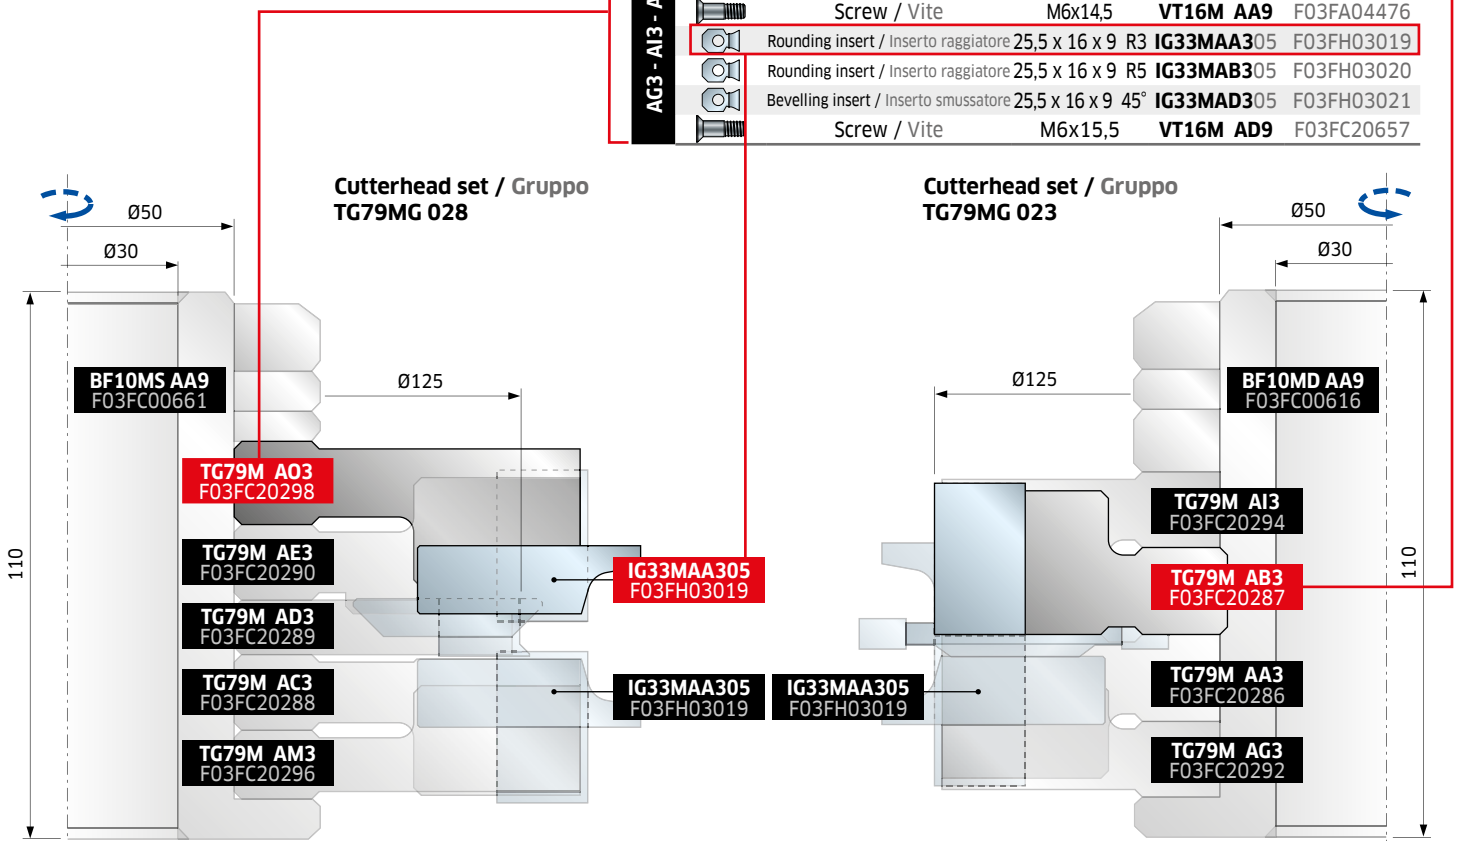 AG3 - AI3 - A
Screw / Vite M6x14,5 VT16M AA9 F03FA04476
Rounding insert / Inserto raggiatore 25,5 x 16 x 9 R3 IG33MAA305 F03FH03019
Rounding insert / Inserto raggiatore 25,5 x 16 x 9 R5 IG33MAB305 F03FH03020
Bevelling insert / Inserto smussatore 25,5 x 16 x 9 45° IG33MAD305 F03FH03021
Screw / Vite M6x15,5 VT16M AD9 F03FC20657
Cutterhead set / Gruppo
TG79MG 028
Ø50
Ø30
110
Ø125
BF10MS AA9
F03FC00661
TG79M AO3
F03FC20298
TG79M AE3
F03FC20290
TG79M AD3
F03FC20289
TG79M AC3
F03FC20288
TG79M AM3
F03FC20296
IG33MAA305
F03FH03019
IG33MAA305
F03FH03019
Cutterhead set / Gruppo
TG79MG 023
Ø50
Ø30
Ø125
110
BF10MD AA9
F03FC00616
TG79M AI3
F03FC20294
TG79M AB3
F03FC20287
TG79M AA3
F03FC20286
TG79M AG3
F03FC20292
IG33MAA305
F03FH03019